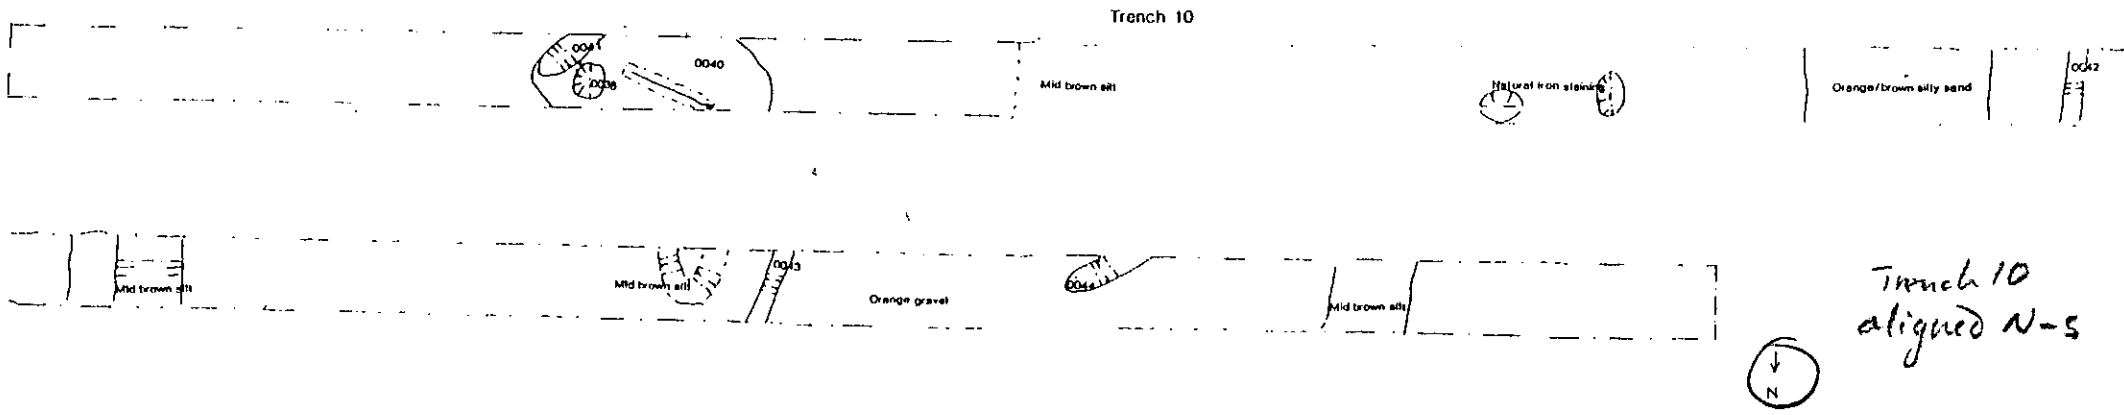 Trench 10
0041
0040
0038
Mid brown silt
Natural iron staining
Orange/brown silty sand
0042
Mid brown silt
Mid brown silt
0043
Orange gravel
0044
Mid brown silt
Trench 10
aligned N-S
N